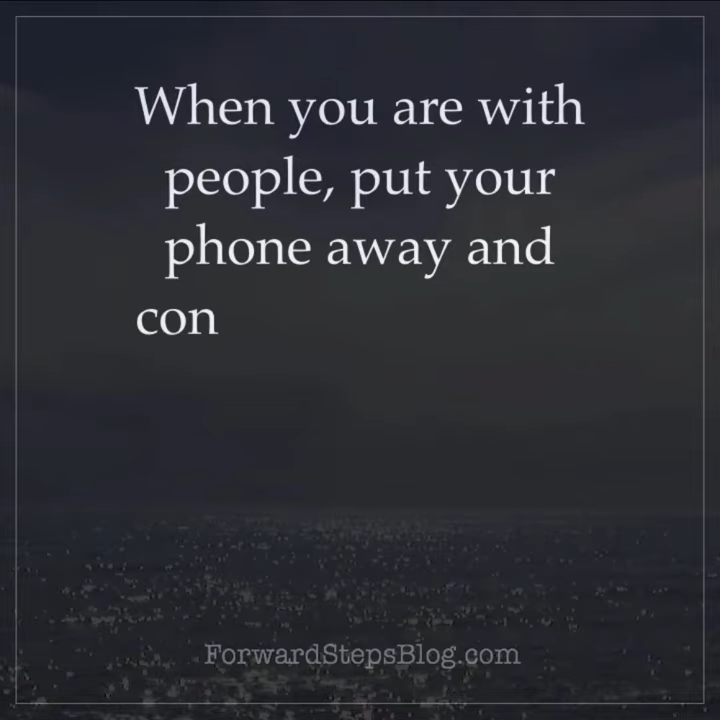 When you are with
people, put your
phone away and
con
ForwardStepsBlog.com